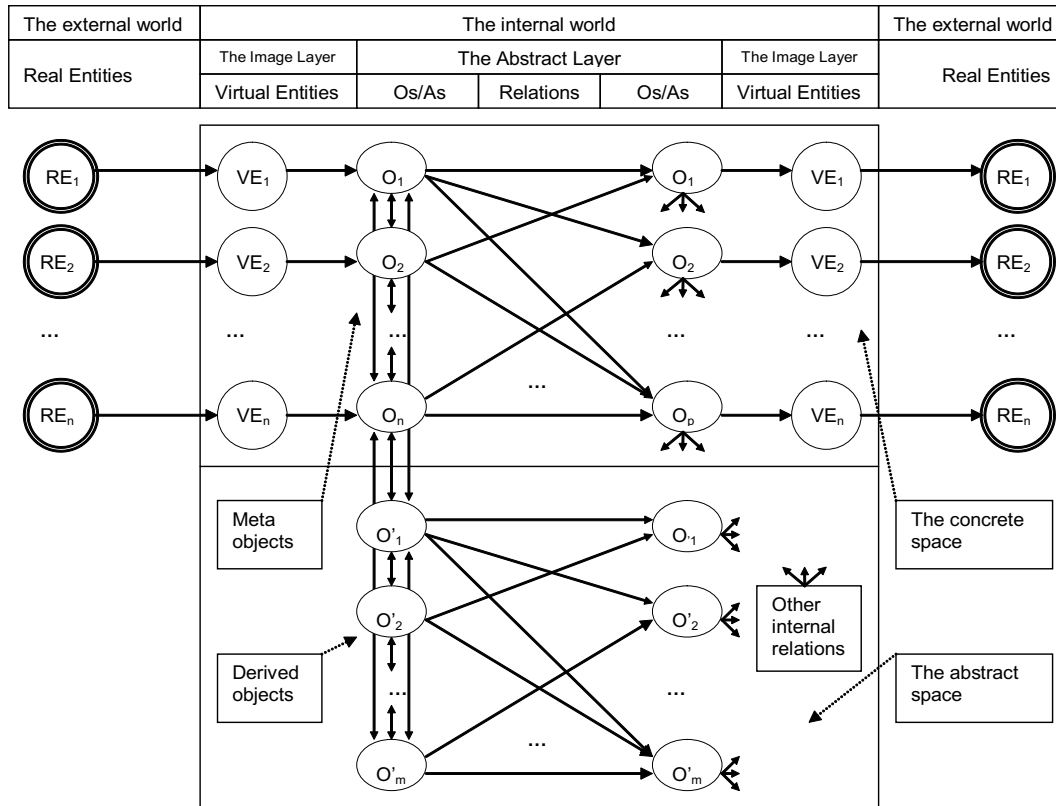 The external world
The internal world
The external world
Real Entities
The Image Layer
The Abstract Layer
The Image Layer
Real Entities
Virtual Entities
Os/As
Relations
Os/As
Virtual Entities
RE1
VE1
O1
O1
VE1
RE1
RE2
VE2
O2
O2
VE2
RE2
...
...
...
...
...
...
...
REn
VEn
On
Op
VEn
REn
Meta
objects
O'1
O'1
The concrete
space
O'2
O'2
Other
internal
relations
Derived
objects
The abstract
space
...
...
...
O'm
O'm